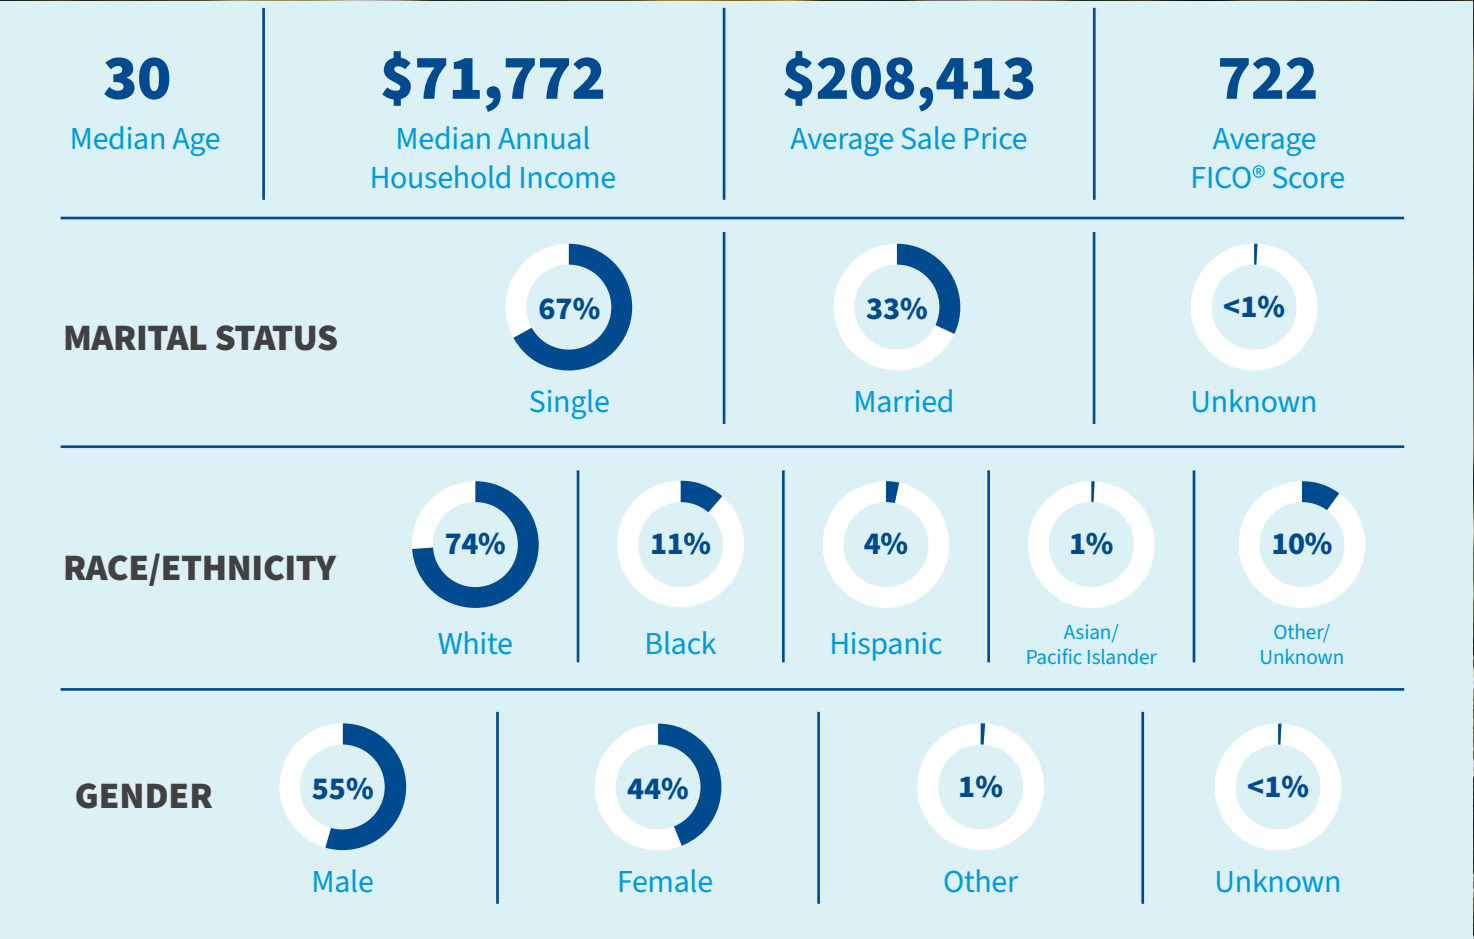 30
Median Age
$71,772
Median Annual
Household Income
$208,413
Average Sale Price
722
Average
FICO® Score
MARITAL STATUS
67%
Single
33%
Married
<1%
Unknown
RACE/ETHNICITY
74%
White
11%
Black
4%
Hispanic
1%
Asian/
Pacific Islander
10%
Other/
Unknown
GENDER
55%
Male
44%
Female
1%
Other
<1%
Unknown